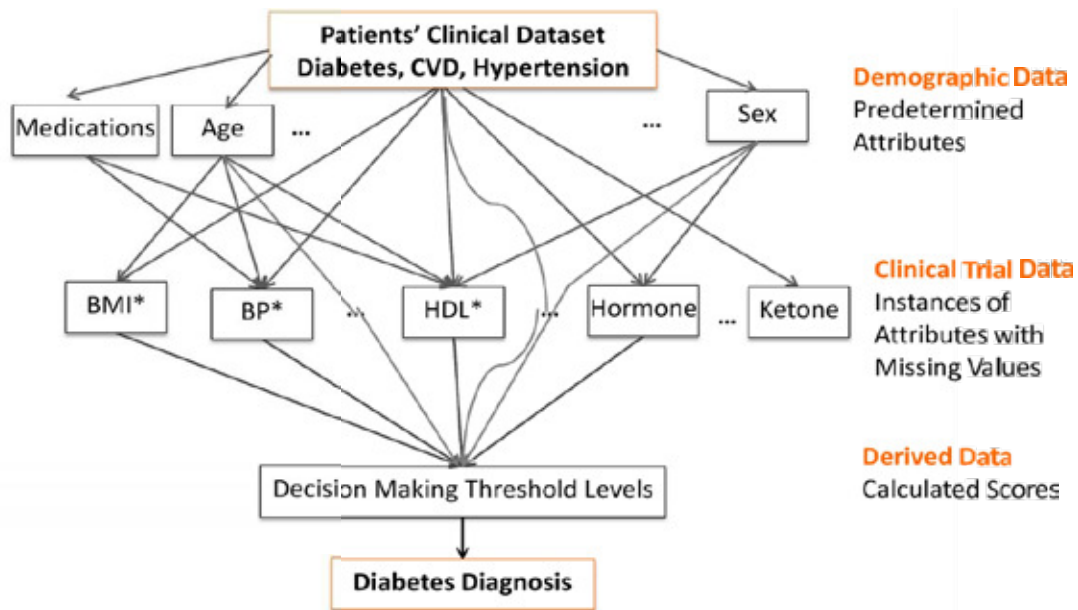 Patients' Clinical Dataset
Diabetes, CVD, Hypertension
Demographic Data
Predetermined
Attributes
Medications
Age
...
...
Sex
Clinical Trial Data
Instances of
Attributes with
Missing Values
BMI*
BP*
...
HDL*
...
Hormone
...
Ketone
Derived Data
Calculated Scores
Decision Making Threshold Levels
Diabetes Diagnosis